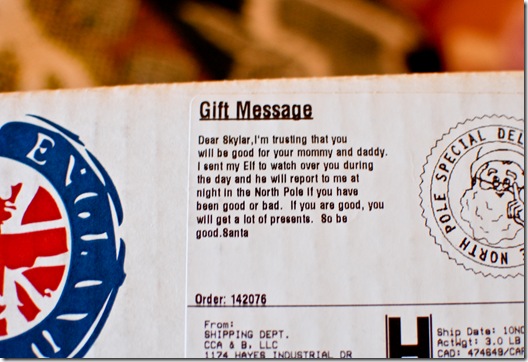 Gift Message
Dear Skylar,I'm trusting that you
will be good for your mommy and daddy.
I sent my Elf to watch over you during
the day and he will report to me at
night in the North Pole if you have
been good or bad.  If you are good, you
will get a lot of presents.  So be
good.Santa
Order: 142076
From:
SHIPPING DEPT.
CCA & B, LLC
1174 HAYES INDUSTRIAL DR
H
Ship Date: 10NO
ActWgt: 3.0 LB
CAD: 474649/CAF
NORTH POLE SPECIAL DEL